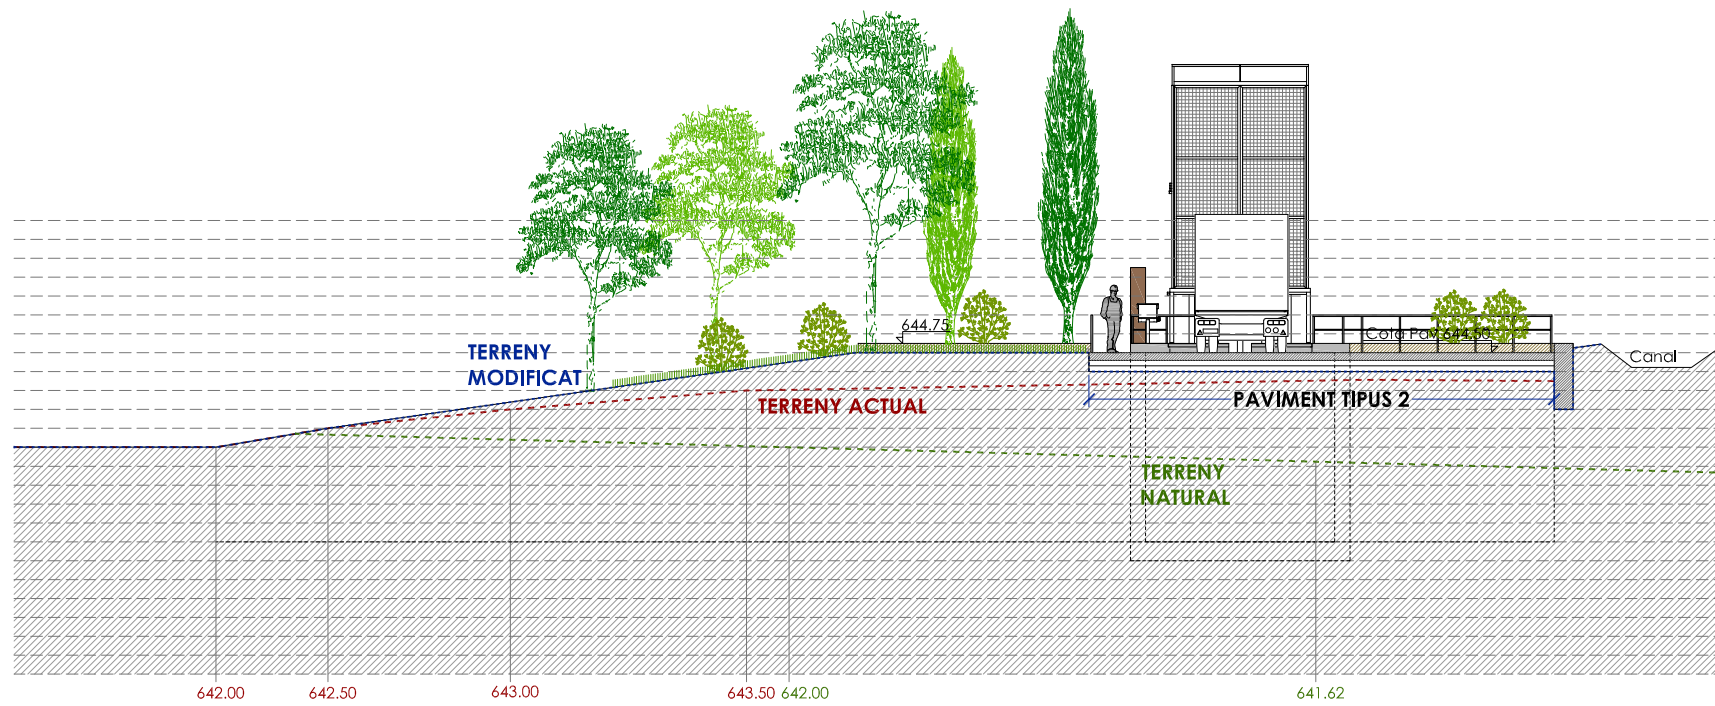 644.75
Cota Pav. 644.50
TERRENY
MODIFICAT
Canal
TERRENY ACTUAL
PAVIMENT TIPUS 2
TERRENY
NATURAL
642.00
642.50
643.00
643.50
642.00
641.62